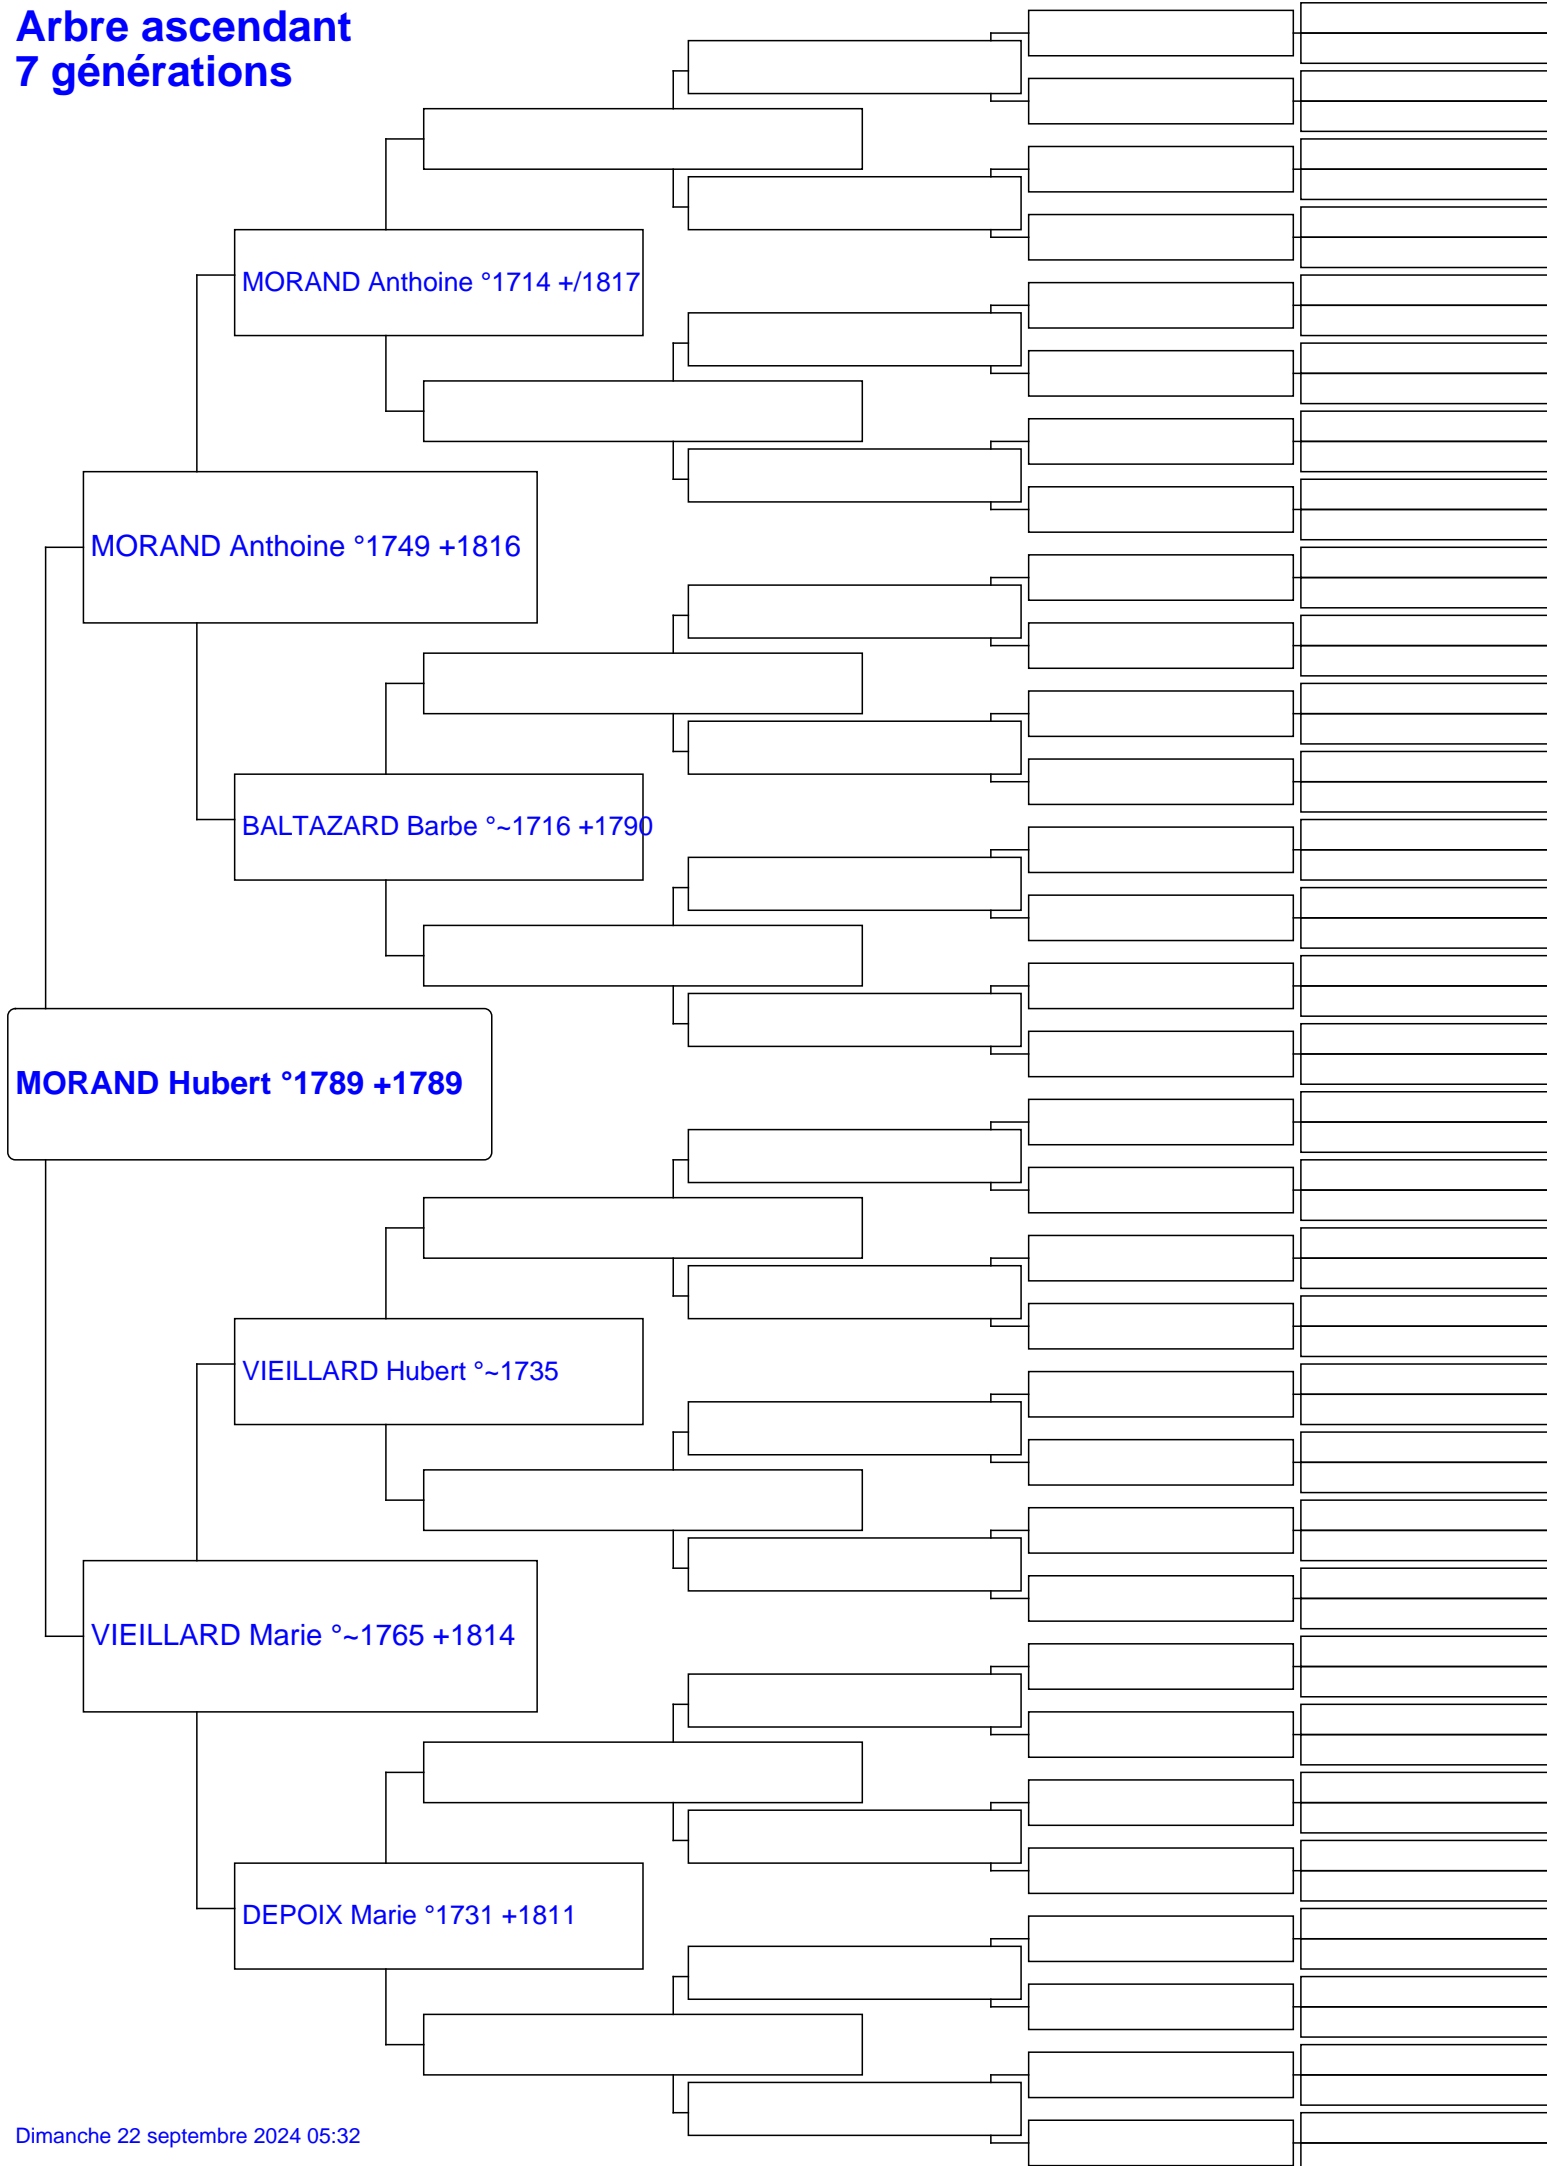 Arbre ascendant
7 générations
MORAND Anthoine °1714 +/1817
MORAND Anthoine °1749 +1816
BALTAZARD Barbe °~1716 +1790
MORAND Hubert °1789 +1789
VIEILLARD Hubert °~1735
VIEILLARD Marie °~1765 +1814
DEPOIX Marie °1731 +1811
Dimanche 22 septembre 2024 05:32